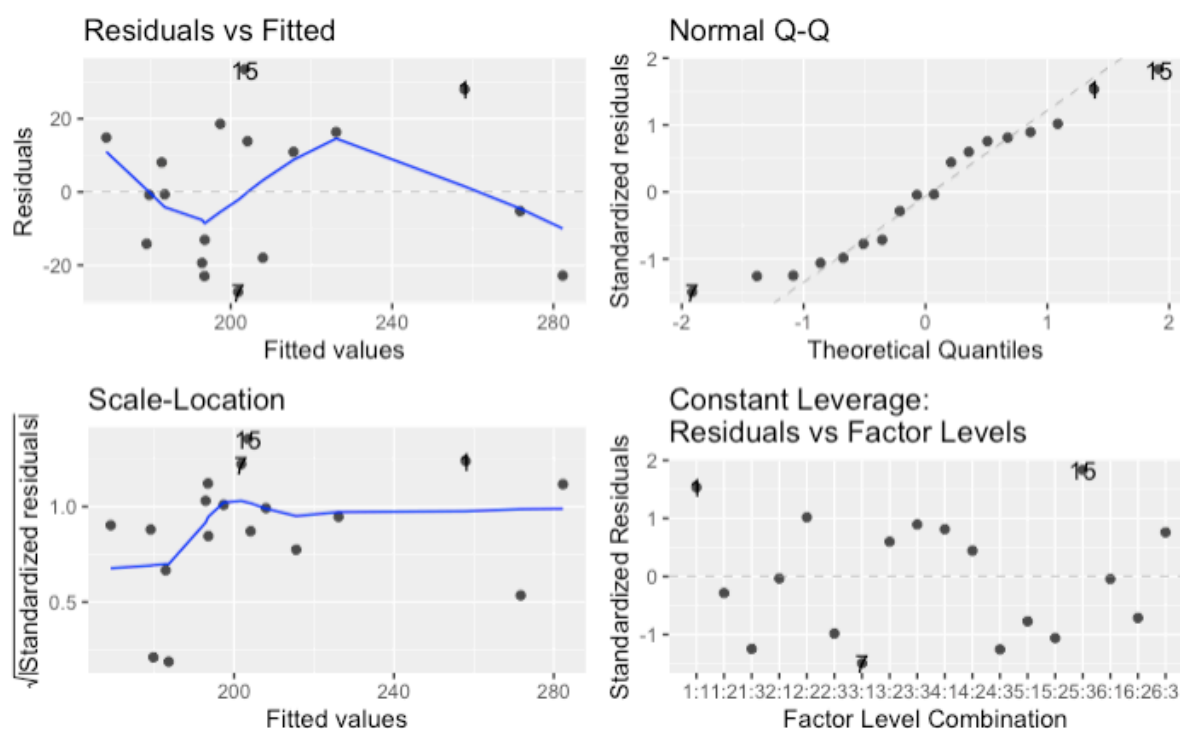 Residuals vs Fitted
Residuals
20
0
-20
15
1
7
200
240
280
Fitted values
Normal Q-Q
Standardized residuals
2
1
0
-1
15
1
7
-2
-1
0
1
2
Theoretical Quantiles
Scale-Location
√|Standardized residuals|
1.0
0.5
15
7
1
200
240
280
Fitted values
Constant Leverage:
Residuals vs Factor Levels
Standardized Residuals
2
1
0
-1
1
15
7
1:11:21:32:12:22:33:13:23:34:14:24:35:15:25:36:16:26:3
Factor Level Combination